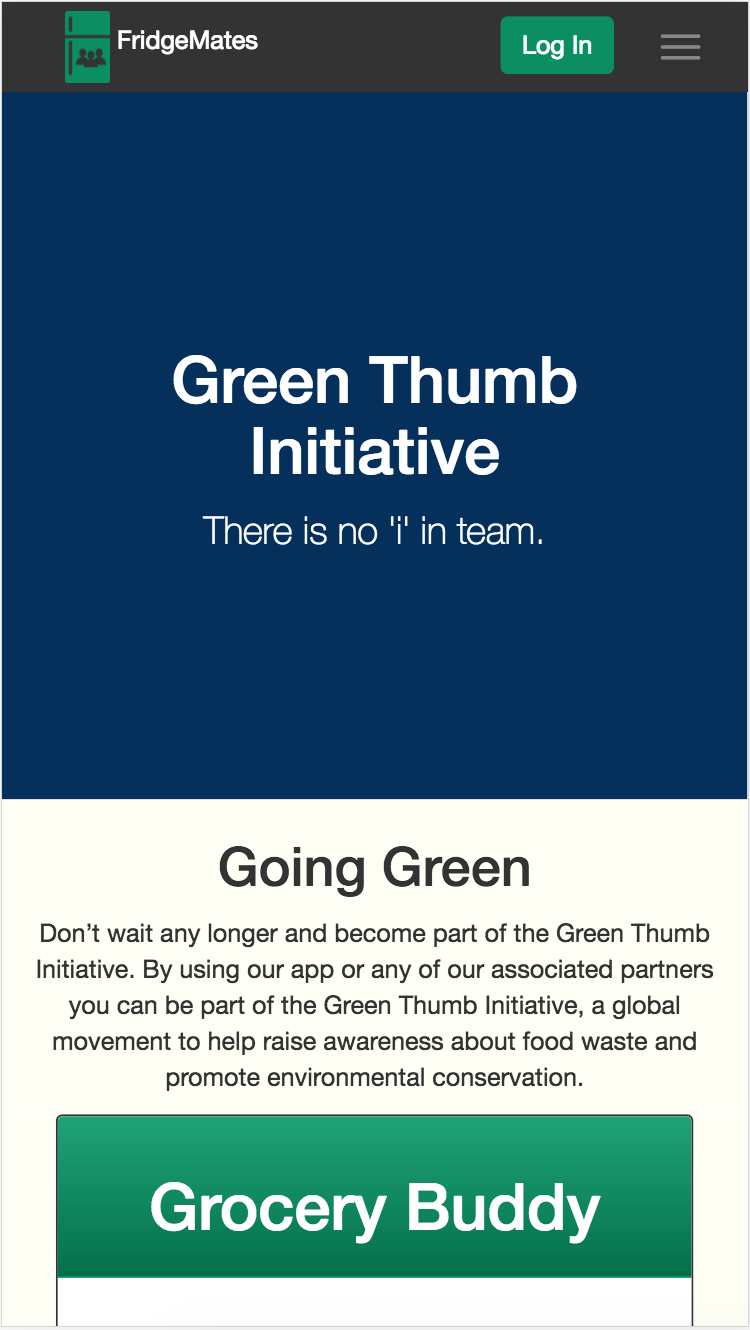 FridgeMates
Log In
Green Thumb
Initiative
There is no 'i' in team.
Going Green
Don’t wait any longer and become part of the Green Thumb
Initiative. By using our app or any of our associated partners
you can be part of the Green Thumb Initiative, a global
movement to help raise awareness about food waste and
promote environmental conservation.
Grocery Buddy